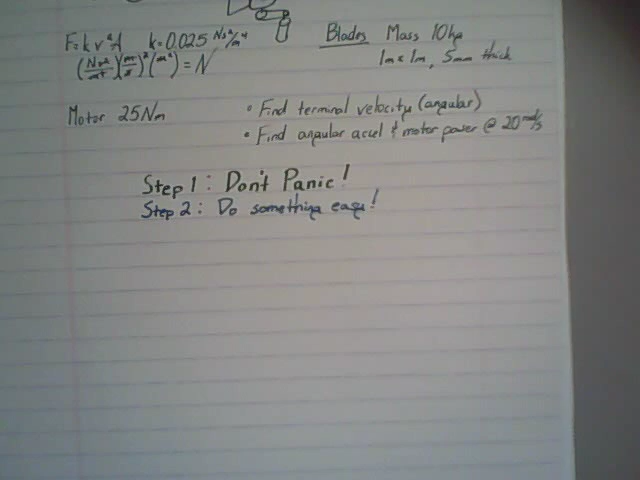 F = k v² A k = 0.025 Ns²/m⁴ Blades Mass 10kg
(Ns²/m⁴)(m/s)²(m²) = N 1m x 1m, 5mm thick
Motor 25Nm • Find terminal velocity (angular)
• Find angular accel & motor power @ 20 rad/s
Step 1: Don't Panic!
Step 2: Do something easy!